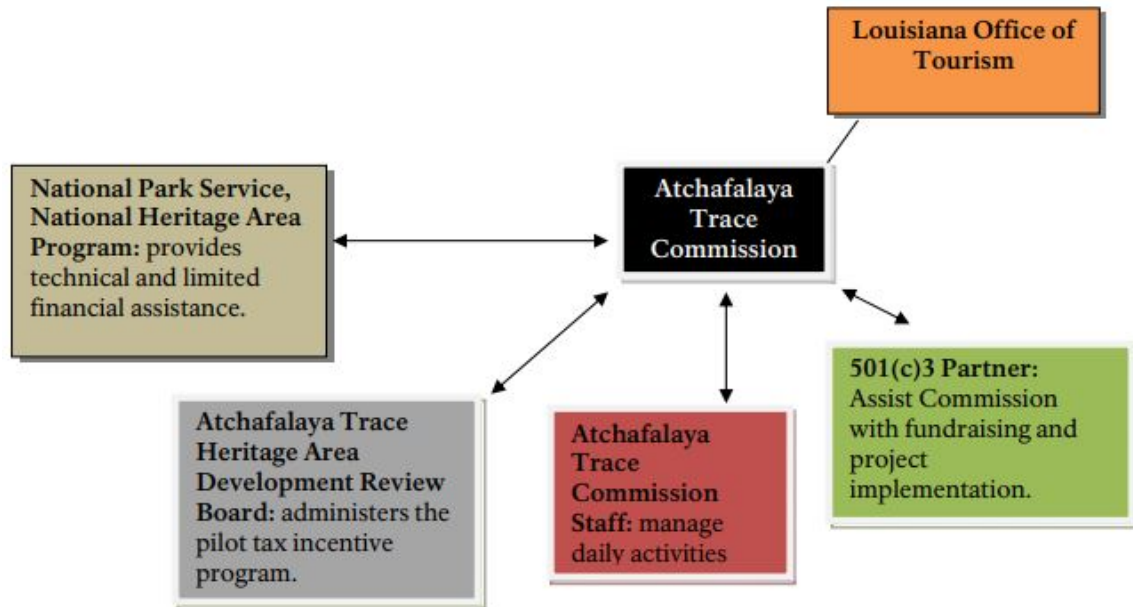 Louisiana Office of
Tourism
National Park Service,
National Heritage Area
Program: provides
technical and limited
financial assistance.
Atchafalaya
Trace
Commission
Atchafalaya Trace
Heritage Area
Development Review
Board: administers the
pilot tax incentive
program.
Atchafalaya
Trace
Commission
Staff: manage
daily activities
501(c)3 Partner:
Assist Commission
with fundraising and
project
implementation.